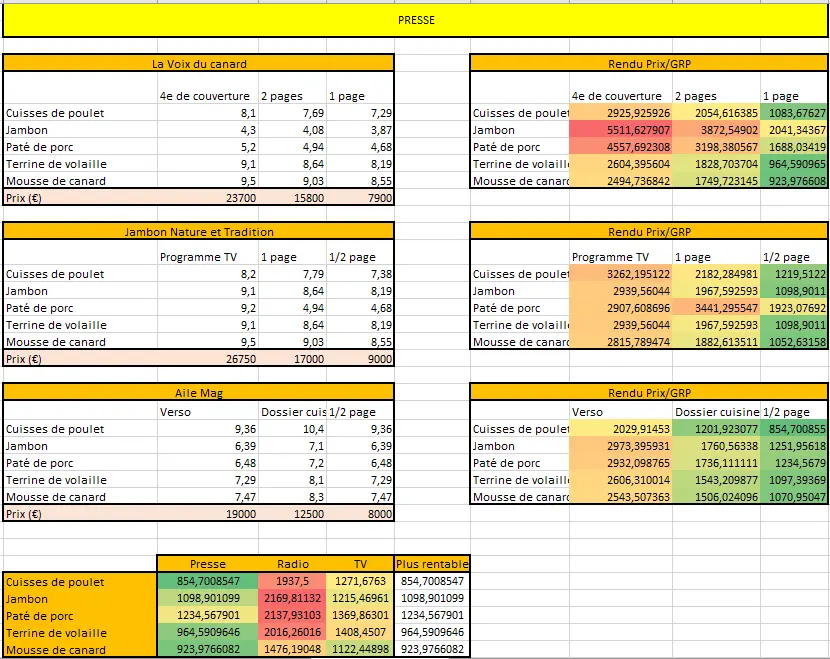 PRESSE
La Voix du canard Rendu Prix/GRP
4e de couverture 2 pages 1 page 4e de couverture 2 pages 1 page
Cuisses de poulet 8,1 7,69 7,29 Cuisses de poulet 2925,925926 2054,616385 1083,67627
Jambon 4,3 4,08 3,87 Jambon 5511,627907 3872,54902 2041,34367
Paté de porc 5,2 4,94 4,68 Paté de porc 4557,692308 3198,380567 1688,03419
Terrine de volaille 9,1 8,64 8,19 Terrine de volaille 2604,395604 1828,703704 964,590965
Mousse de canard 9,5 9,03 8,55 Mousse de canard 2494,736842 1749,723145 923,976608
Prix (€) 23700 15800 7900
Jambon Nature et Tradition Rendu Prix/GRP
Programme TV 1 page 1/2 page Programme TV 1 page 1/2 page
Cuisses de poulet 8,2 7,79 7,38 Cuisses de poulet 3262,195122 2182,284981 1219,5122
Jambon 9,1 8,64 8,19 Jambon 2939,56044 1967,592593 1098,9011
Paté de porc 9,2 4,94 4,68 Paté de porc 2907,608696 3441,295547 1923,07692
Terrine de volaille 9,1 8,64 8,19 Terrine de volaille 2939,56044 1967,592593 1098,9011
Mousse de canard 9,5 9,03 8,55 Mousse de canard 2815,789474 1882,613511 1052,63158
Prix (€) 26750 17000 9000
Aile Mag Rendu Prix/GRP
Verso Dossier cuis 1/2 page Verso Dossier cuisine 1/2 page
Cuisses de poulet 9,36 10,4 9,36 Cuisses de poulet 2029,91453 1201,923077 854,700855
Jambon 6,39 7,1 6,39 Jambon 2973,395931 1760,56338 1251,95618
Paté de porc 6,48 7,2 6,48 Paté de porc 2932,098765 1736,111111 1234,5679
Terrine de volaille 7,29 8,1 7,29 Terrine de volaille 2606,310014 1543,209877 1097,39369
Mousse de canard 7,47 8,3 7,47 Mousse de canard 2543,507363 1506,024096 1070,95047
Prix (€) 19000 12500 8000
Presse Radio TV Plus rentable
Cuisses de poulet 854,7008547 1937,5 1271,6763 854,7008547
Jambon 1098,901099 2169,81132 1215,46961 1098,901099
Paté de porc 1234,567901 2137,93103 1369,86301 1234,567901
Terrine de volaille 964,5909646 2016,26016 1408,4507 964,5909646
Mousse de canard 923,9766082 1476,19048 1122,44898 923,9766082